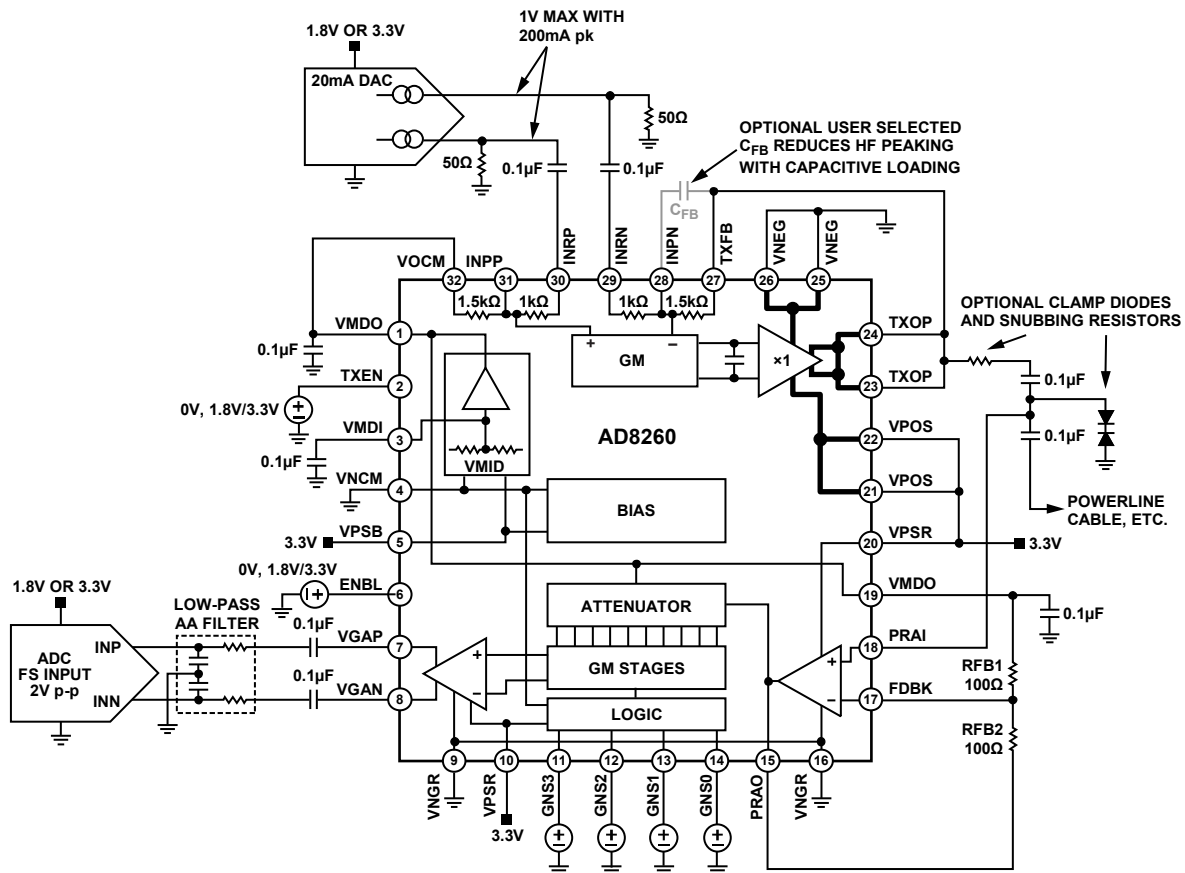 1V MAX WITH
200mA pk
1.8V OR 3.3V
20mA DAC
50Ω
50Ω
0.1µF
0.1µF
OPTIONAL USER SELECTED
CFB REDUCES HF PEAKING
WITH CAPACITIVE LOADING
CFB
VOCM
INPP
INRP
INRN
INPN
TXFB
VNEG
VNEG
32
31
30
29
28
27
26
25
1.5kΩ
1kΩ
1kΩ
1.5kΩ
VMDO
1
0.1µF
TXEN
2
0V, 1.8V/3.3V
VMDI
3
0.1µF
VNCM
4
VPSB
5
3.3V
0V, 1.8V/3.3V
ENBL
6
VGAP
7
VGAN
8
+
–
GM
×1
AD8260
VMID
BIAS
ATTENUATOR
GM STAGES
LOGIC
+
–
+
–
24
TXOP
23
TXOP
22
VPOS
21
VPOS
20
VPSR
3.3V
19
VMDO
0.1µF
18
PRAI
17
FDBK
RFB1
100Ω
RFB2
100Ω
OPTIONAL CLAMP DIODES
AND SNUBBING RESISTORS
0.1µF
0.1µF
POWERLINE
CABLE, ETC.
1.8V OR 3.3V
LOW-PASS
AA FILTER
0.1µF
0.1µF
ADC
FS INPUT
2V p-p
INP
INN
9
10
11
12
13
14
15
16
VNGR
VPSR
GNS3
GNS2
GNS1
GNS0
PRAO
VNGR
3.3V